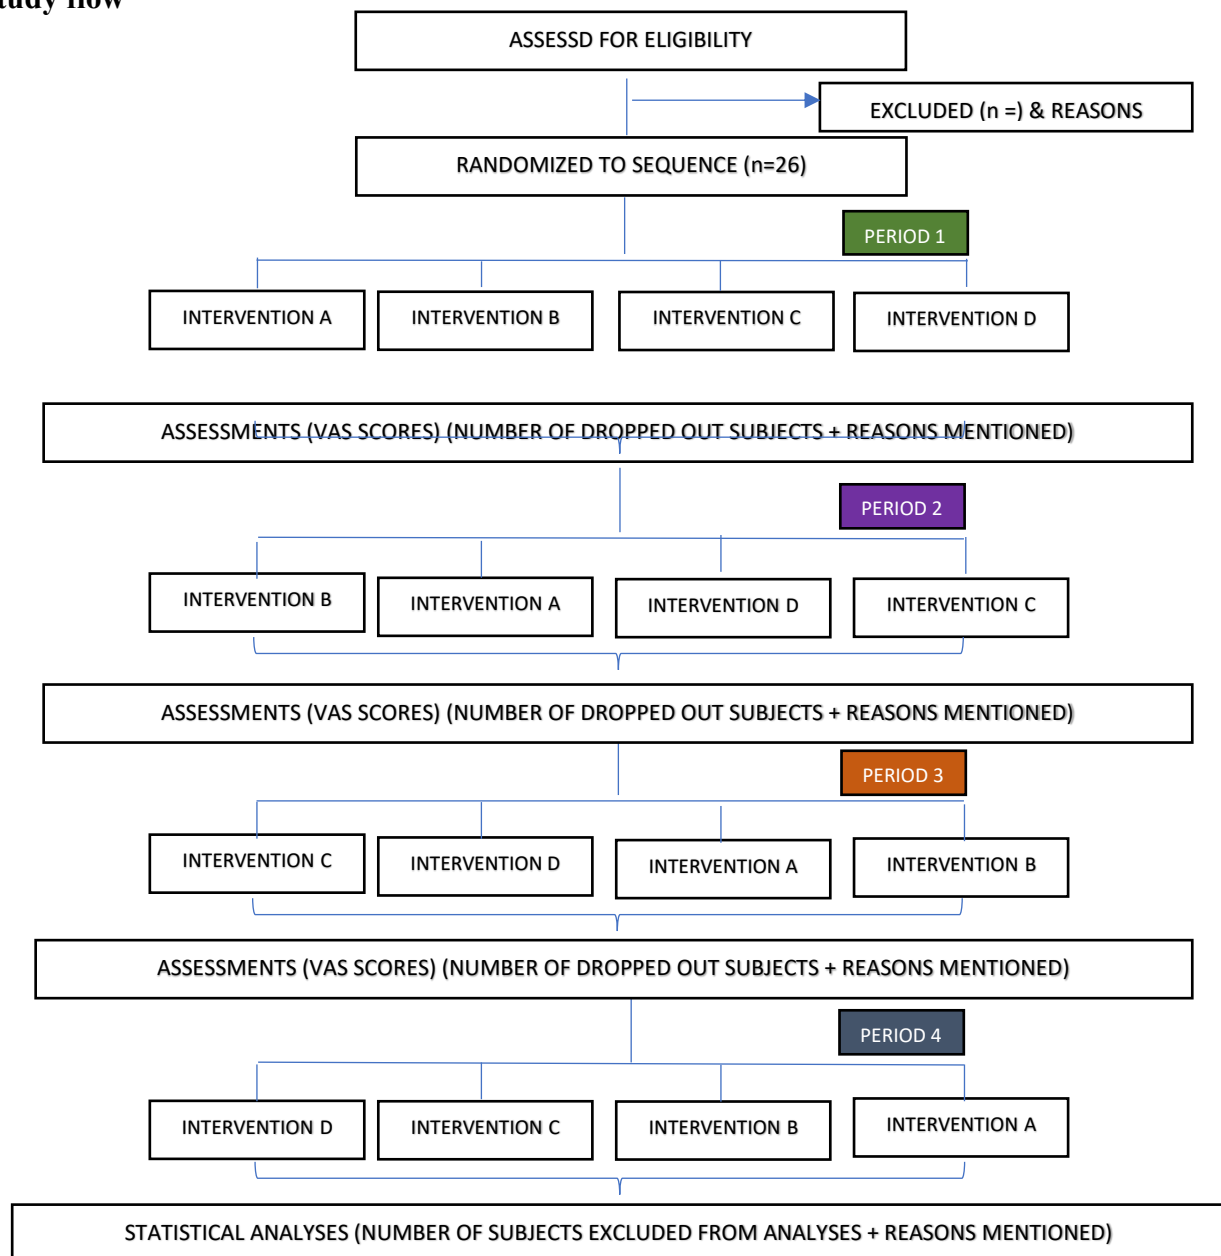 tudy flow
ASSESSD FOR ELIGIBILITY
EXCLUDED (n =) & REASONS
RANDOMIZED TO SEQUENCE (n=26)
PERIOD 1
INTERVENTION A
INTERVENTION B
INTERVENTION C
INTERVENTION D
ASSESSMENTS (VAS SCORES) (NUMBER OF DROPPED OUT SUBJECTS + REASONS MENTIONED)
PERIOD 2
INTERVENTION B
INTERVENTION A
INTERVENTION D
INTERVENTION C
ASSESSMENTS (VAS SCORES) (NUMBER OF DROPPED OUT SUBJECTS + REASONS MENTIONED)
PERIOD 3
INTERVENTION C
INTERVENTION D
INTERVENTION A
INTERVENTION B
ASSESSMENTS (VAS SCORES) (NUMBER OF DROPPED OUT SUBJECTS + REASONS MENTIONED)
PERIOD 4
INTERVENTION D
INTERVENTION C
INTERVENTION B
INTERVENTION A
STATISTICAL ANALYSES (NUMBER OF SUBJECTS EXCLUDED FROM ANALYSES + REASONS MENTIONED)